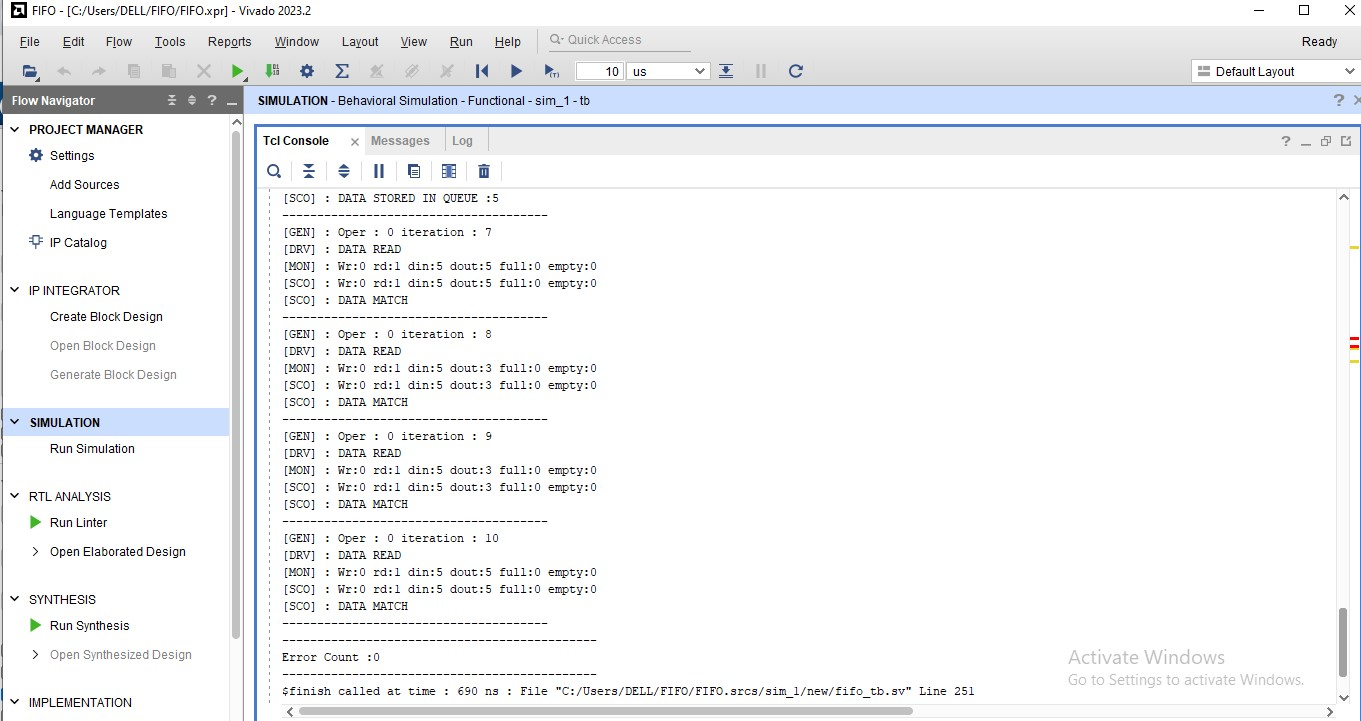 FIFO - [C:/Users/DELL/FIFO/FIFO.xpr] - Vivado 2023.2
File Edit Flow Tools Reports Window Layout View Run Help Quick Access Ready
10 us Default Layout
Flow Navigator
SIMULATION - Behavioral Simulation - Functional - sim_1 - tb
PROJECT MANAGER
Settings
Add Sources
Language Templates
IP Catalog
IP INTEGRATOR
Create Block Design
Open Block Design
Generate Block Design
SIMULATION
Run Simulation
RTL ANALYSIS
Run Linter
Open Elaborated Design
SYNTHESIS
Run Synthesis
Open Synthesized Design
IMPLEMENTATION
Tcl Console Messages Log
[SCO] : DATA STORED IN QUEUE :5
--------------------------------------
[GEN] : Oper : 0 iteration : 7
[DRV] : DATA READ
[MON] : Wr:0 rd:1 din:5 dout:5 full:0 empty:0
[SCO] : Wr:0 rd:1 din:5 dout:5 full:0 empty:0
[SCO] : DATA MATCH
--------------------------------------
[GEN] : Oper : 0 iteration : 8
[DRV] : DATA READ
[MON] : Wr:0 rd:1 din:5 dout:3 full:0 empty:0
[SCO] : Wr:0 rd:1 din:5 dout:3 full:0 empty:0
[SCO] : DATA MATCH
--------------------------------------
[GEN] : Oper : 0 iteration : 9
[DRV] : DATA READ
[MON] : Wr:0 rd:1 din:5 dout:3 full:0 empty:0
[SCO] : Wr:0 rd:1 din:5 dout:3 full:0 empty:0
[SCO] : DATA MATCH
--------------------------------------
[GEN] : Oper : 0 iteration : 10
[DRV] : DATA READ
[MON] : Wr:0 rd:1 din:5 dout:5 full:0 empty:0
[SCO] : Wr:0 rd:1 din:5 dout:5 full:0 empty:0
[SCO] : DATA MATCH
--------------------------------------
---------------------------------------------
Error Count :0
---------------------------------------------
$finish called at time : 690 ns : File "C:/Users/DELL/FIFO/FIFO.srcs/sim_1/new/fifo_tb.sv" Line 251
Activate Windows
Go to Settings to activate Windows.